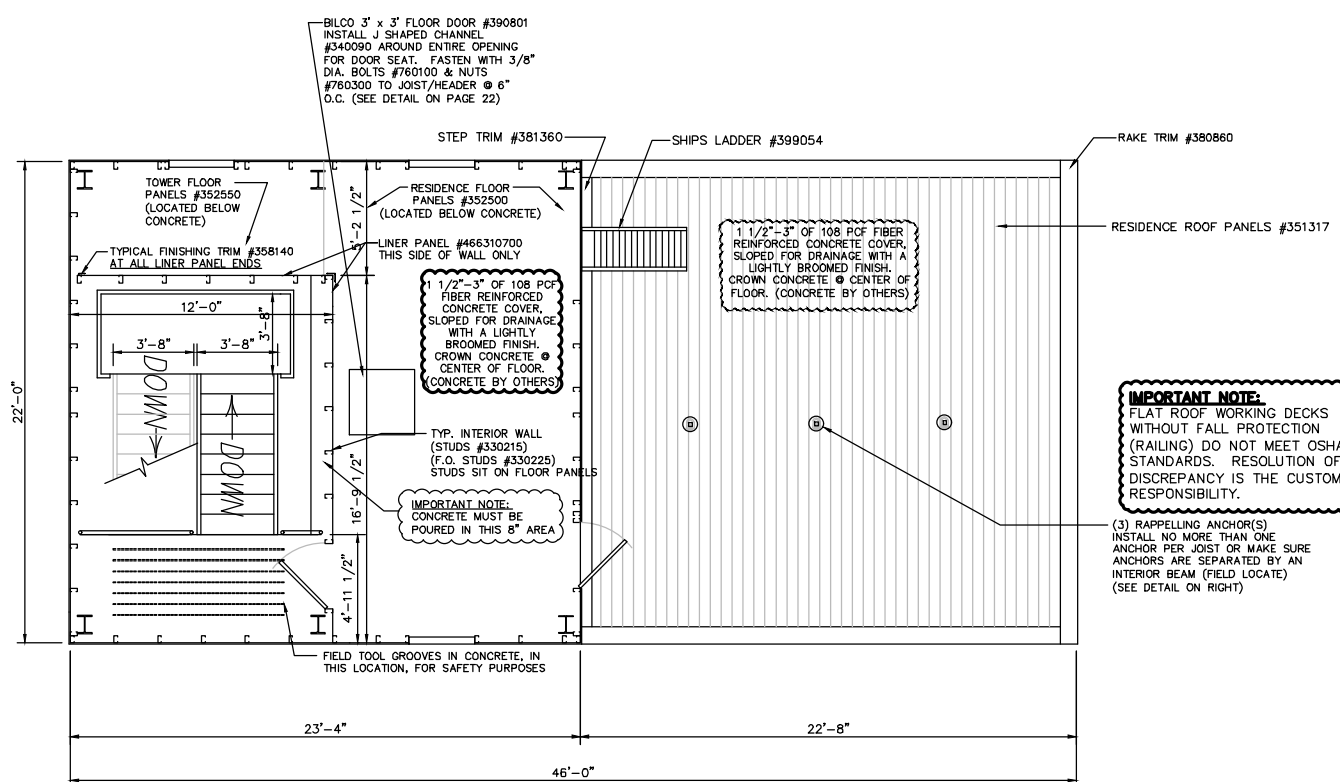 BILCO 3' x 3' FLOOR DOOR #390801
INSTALL J SHAPED CHANNEL
#340090 AROUND ENTIRE OPENING
FOR DOOR SEAT. FASTEN WITH 3/8"
DIA. BOLTS #760100 & NUTS
#760300 TO JOIST/HEADER @ 6"
O.C. (SEE DETAIL ON PAGE 22)
STEP TRIM #381360
SHIPS LADDER #399054
RAKE TRIM #380860
TOWER FLOOR
PANELS #352550
(LOCATED BELOW
CONCRETE)
5'-2 1/2"
RESIDENCE FLOOR
PANELS #352500
(LOCATED BELOW CONCRETE)
RESIDENCE ROOF PANELS #351317
TYPICAL FINISHING TRIM #358140
AT ALL LINER PANEL ENDS
LINER PANEL #466310700
THIS SIDE OF WALL ONLY
1 1/2"-3" OF 108 PCF FIBER
REINFORCED CONCRETE COVER,
SLOPED FOR DRAINAGE WITH A
LIGHTLY BROOMED FINISH.
CROWN CONCRETE @ CENTER OF
FLOOR. (CONCRETE BY OTHERS)
1 1/2"-3" OF 108 PCF
FIBER REINFORCED
CONCRETE COVER,
SLOPED FOR DRAINAGE
WITH A LIGHTLY
BROOMED FINISH.
CROWN CONCRETE @
CENTER OF FLOOR.
(CONCRETE BY OTHERS)
12'-0"
3'-8"
3'-8"
3'-8"
DOWN
DOWN
22'-0"
TYP. INTERIOR WALL
(STUDS #330215)
(F.O. STUDS #330225)
STUDS SIT ON FLOOR PANELS
16'-9 1/2"
IMPORTANT NOTE:
CONCRETE MUST BE
POURED IN THIS 8" AREA
IMPORTANT NOTE:
FLAT ROOF WORKING DECKS
WITHOUT FALL PROTECTION
(RAILING) DO NOT MEET OSHA
STANDARDS. RESOLUTION OF
DISCREPANCY IS THE CUSTOM
RESPONSIBILITY.
(3) RAPPELLING ANCHOR(S)
INSTALL NO MORE THAN ONE
ANCHOR PER JOIST OR MAKE SURE
ANCHORS ARE SEPARATED BY AN
INTERIOR BEAM (FIELD LOCATE)
(SEE DETAIL ON RIGHT)
4'-11 1/2"
FIELD TOOL GROOVES IN CONCRETE, IN
THIS LOCATION, FOR SAFETY PURPOSES
23'-4"
22'-8"
46'-0"